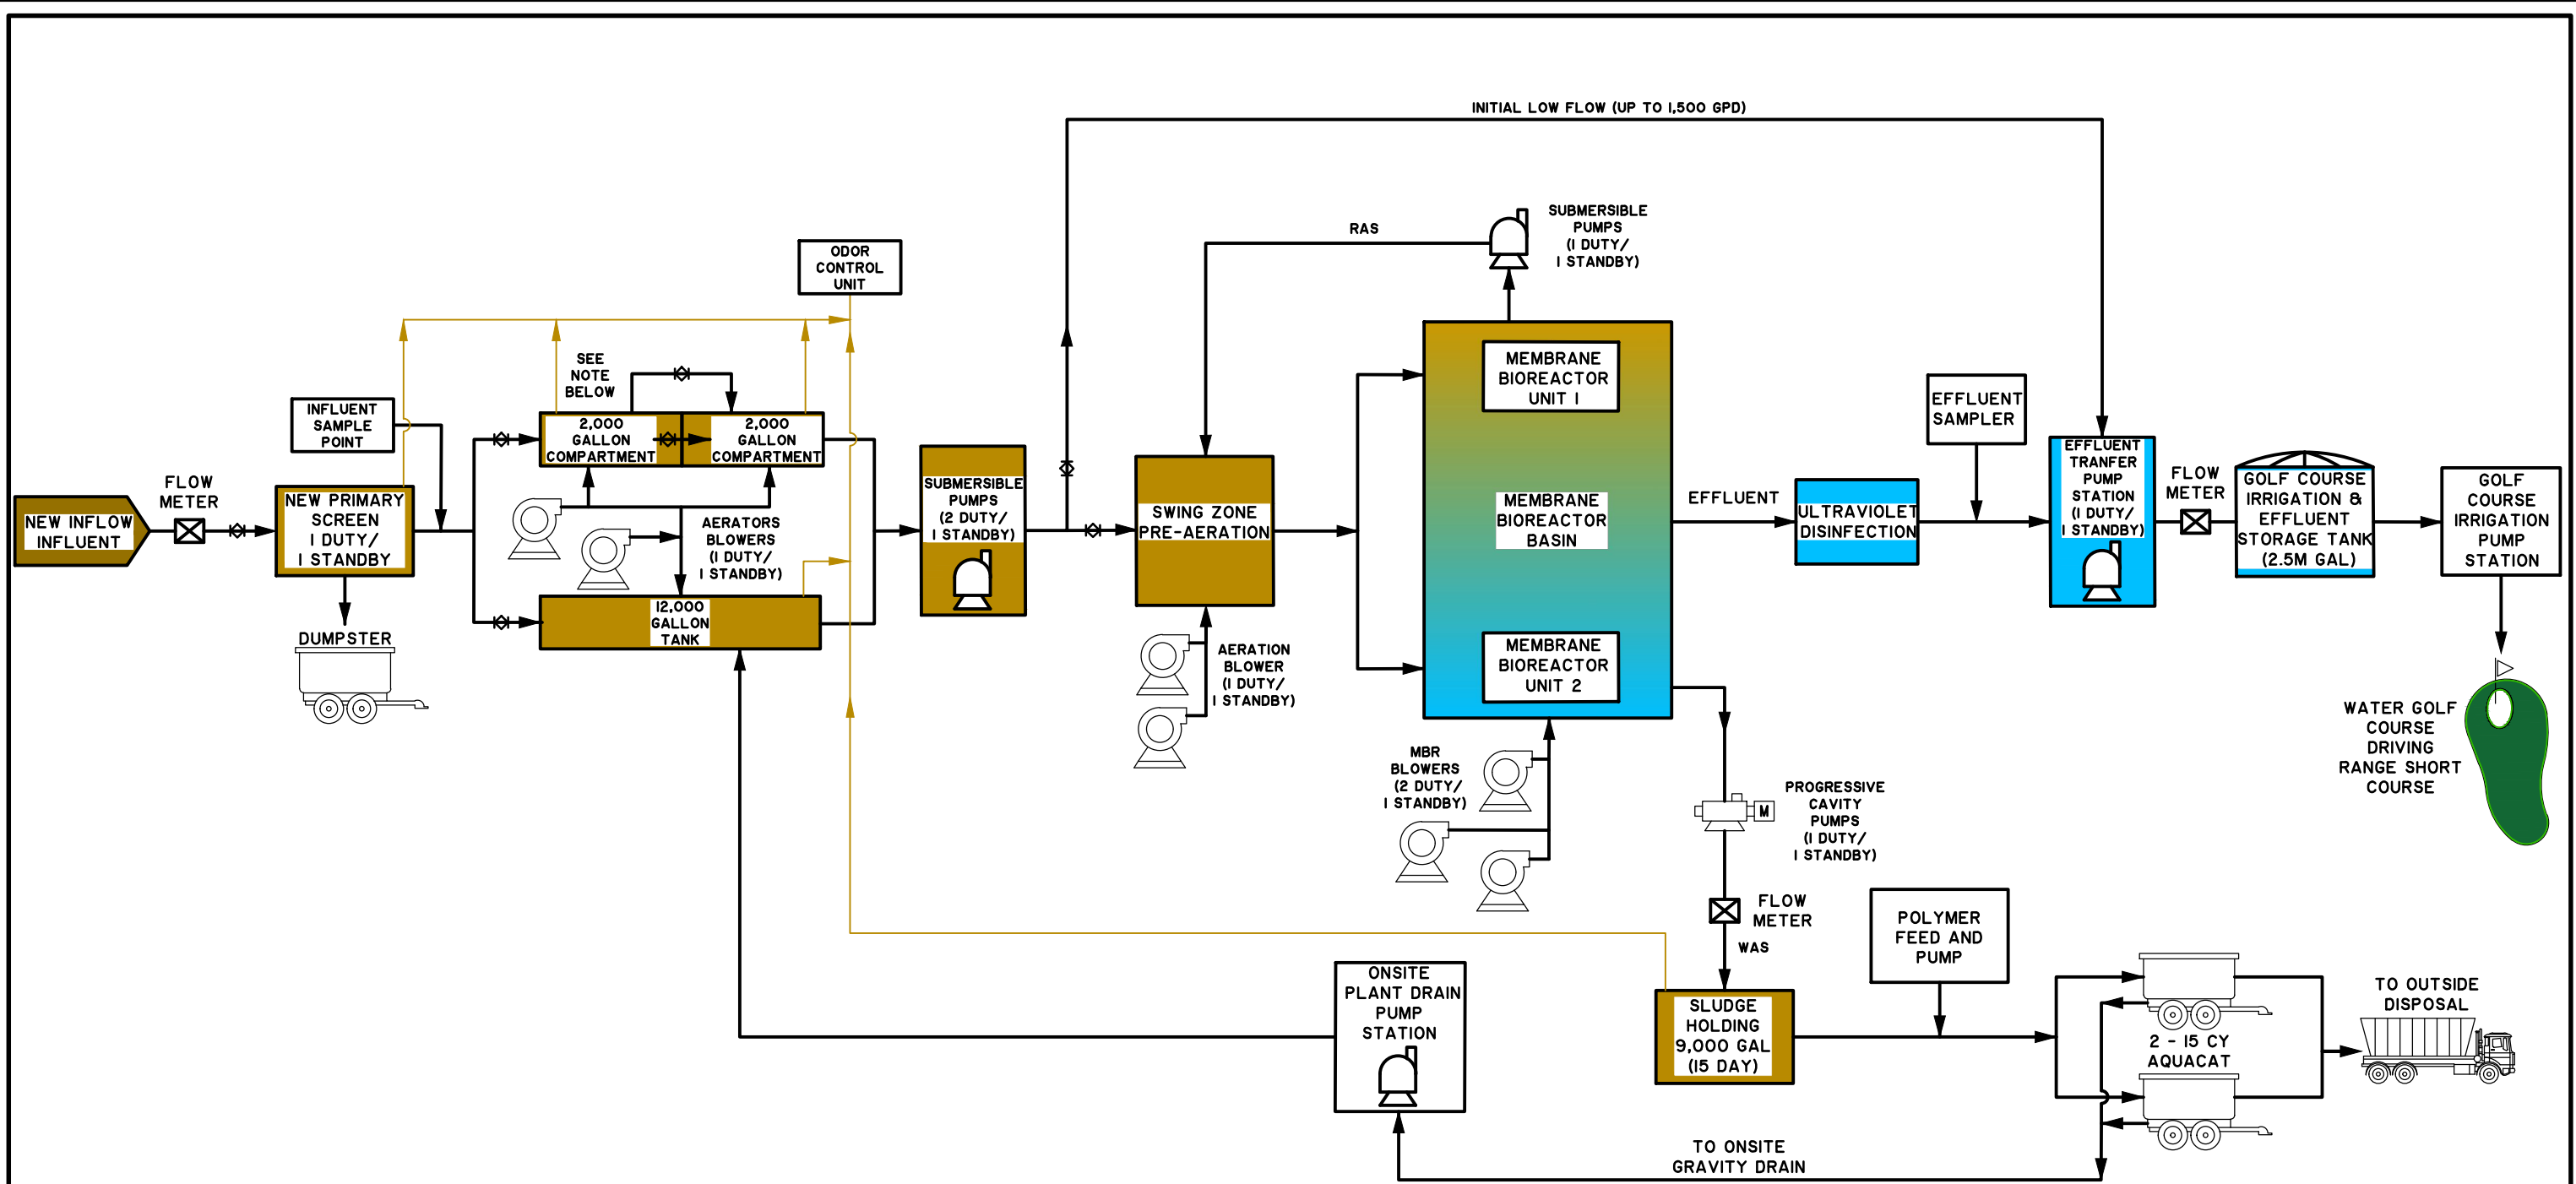 INITIAL LOW FLOW (UP TO 1,500 GPD)
RAS
SUBMERSIBLE
PUMPS
(1 DUTY/
1 STANDBY)
ODOR
CONTROL
UNIT
SEE
NOTE
BELOW
INFLUENT
SAMPLE
POINT
FLOW
METER
NEW INFLOW
INFLUENT
NEW PRIMARY
SCREEN
1 DUTY/
1 STANDBY
DUMPSTER
2,000
GALLON
COMPARTMENT
2,000
GALLON
COMPARTMENT
AERATORS
BLOWERS
(1 DUTY/
1 STANDBY)
12,000
GALLON
TANK
SUBMERSIBLE
PUMPS
(2 DUTY/
1 STANDBY)
SWING ZONE
PRE-AERATION
AERATION
BLOWER
(1 DUTY/
1 STANDBY)
MEMBRANE
BIOREACTOR
UNIT 1
MEMBRANE
BIOREACTOR
BASIN
MEMBRANE
BIOREACTOR
UNIT 2
MBR
BLOWERS
(2 DUTY/
1 STANDBY)
EFFLUENT
ULTRAVIOLET
DISINFECTION
EFFLUENT
SAMPLER
EFFLUENT
TRANFER
PUMP
STATION
(1 DUTY/
1 STANDBY)
FLOW
METER
GOLF COURSE
IRRIGATION &
EFFLUENT
STORAGE TANK
(2.5M GAL)
GOLF
COURSE
IRRIGATION
PUMP
STATION
WATER GOLF
COURSE
DRIVING
RANGE SHORT
COURSE
M
PROGRESSIVE
CAVITY
PUMPS
(1 DUTY/
1 STANDBY)
FLOW
METER
WAS
SLUDGE
HOLDING
9,000 GAL
(15 DAY)
POLYMER
FEED AND
PUMP
ONSITE
PLANT DRAIN
PUMP
STATION
2 - 15 CY
AQUACAT
TO OUTSIDE
DISPOSAL
TO ONSITE
GRAVITY DRAIN